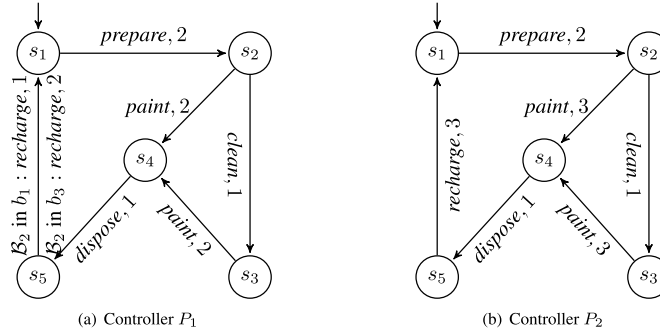 s₁
prepare, 2
s₂
paint, 2
clean, 1
s₄
B₂ in b₁ : recharge, 1
B₂ in b₃ : recharge, 2
dispose, 1
paint, 2
s₅
s₃
(a) Controller P₁
s₁
prepare, 2
s₂
paint, 3
clean, 1
s₄
recharge, 3
dispose, 1
paint, 3
s₅
s₃
(b) Controller P₂